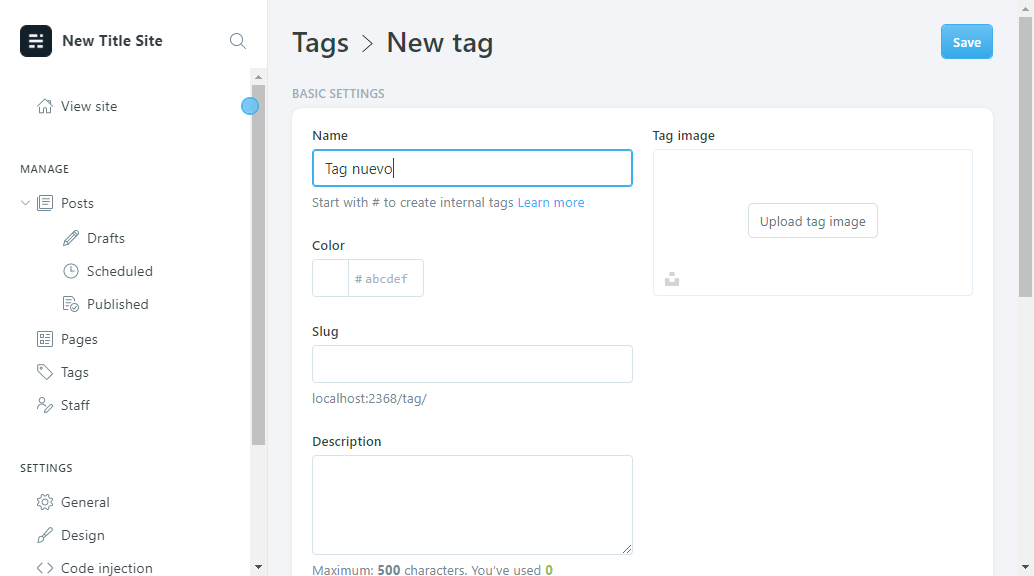 New Title Site
View site
MANAGE
Posts
Drafts
Scheduled
Published
Pages
Tags
Staff
SETTINGS
General
Design
Code injection
Tags > New tag
Save
BASIC SETTINGS
Name
Tag nuevo
Start with # to create internal tags Learn more
Color
# abcdef
Slug
localhost:2368/tag/
Description
Maximum: 500 characters. You've used 0
Tag image
Upload tag image